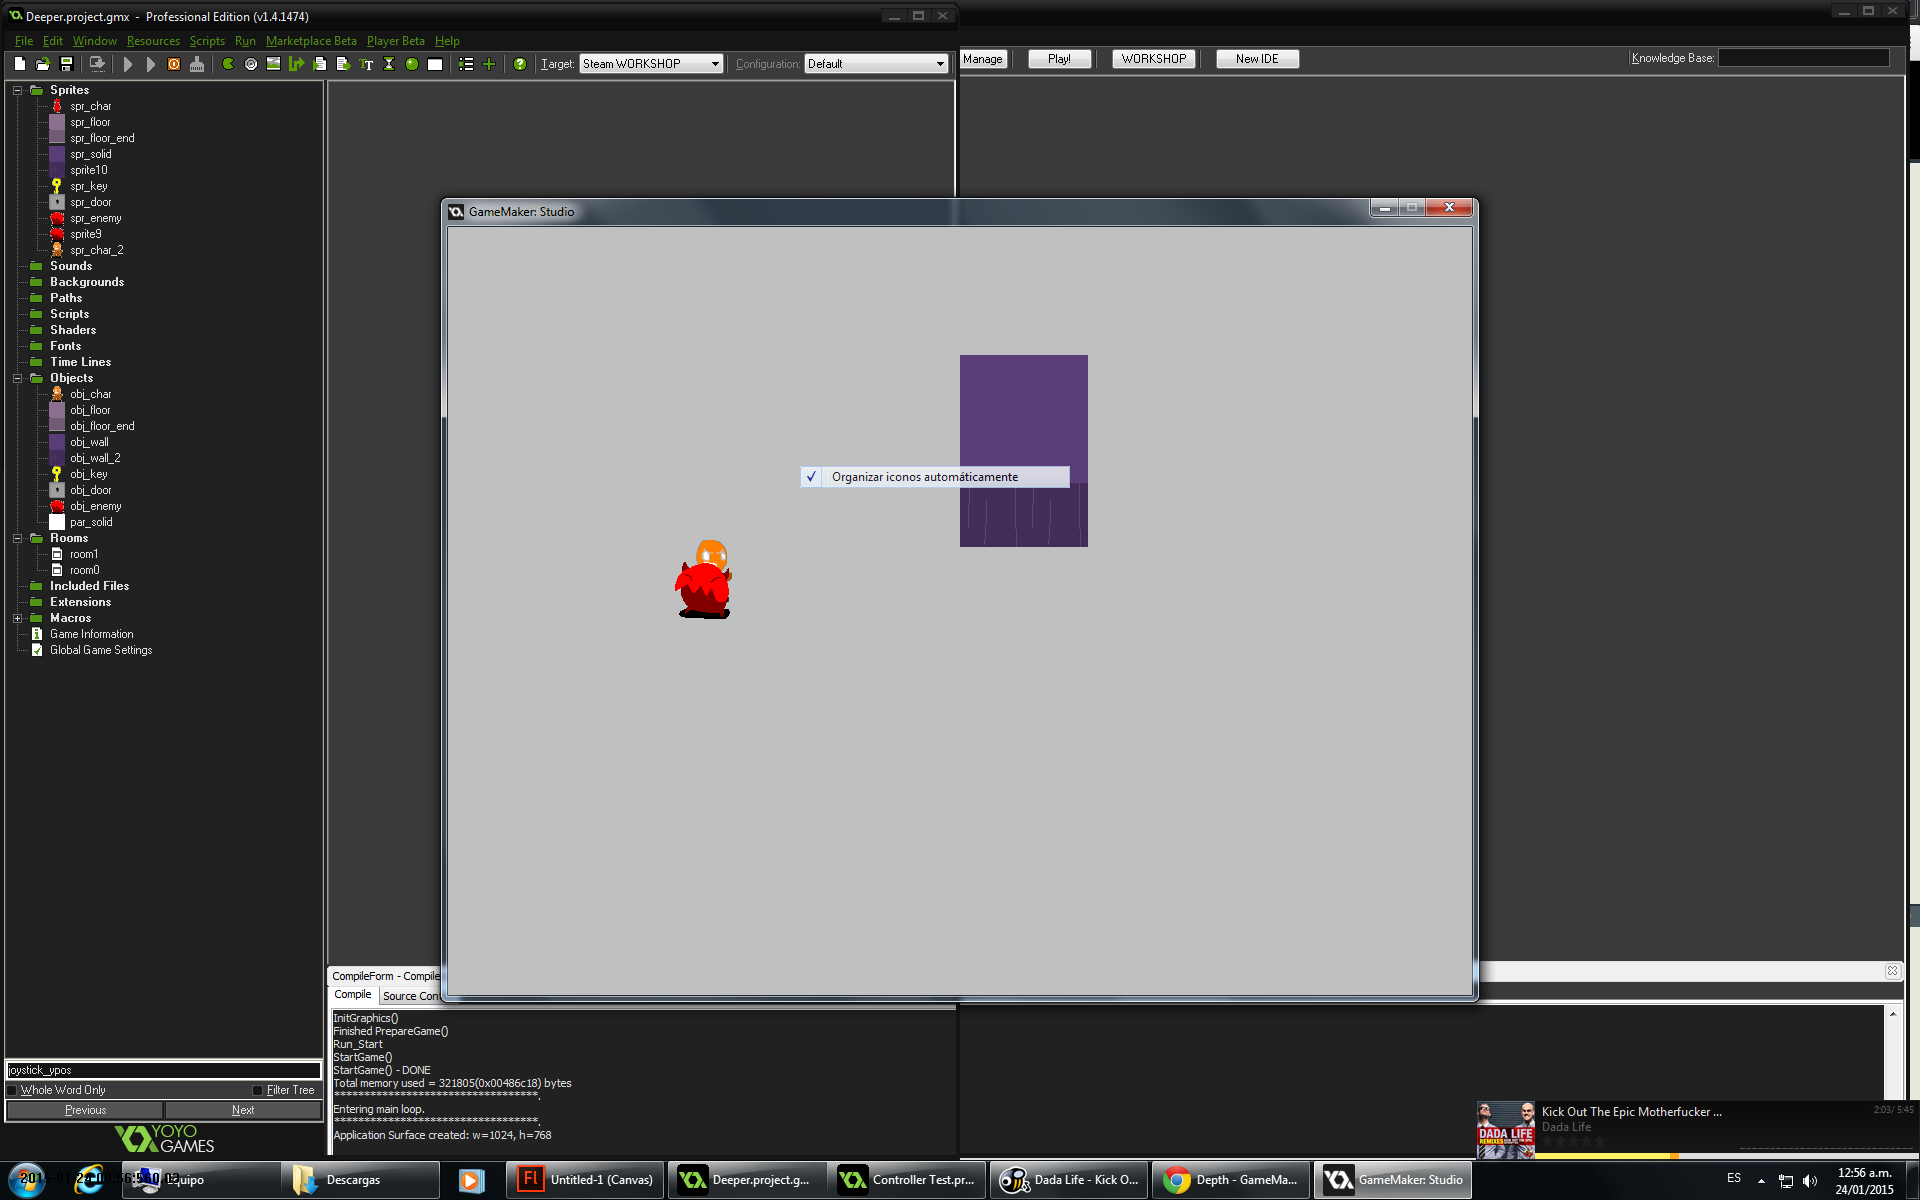 Deeper.project.gmx - Professional Edition (v1.4.1474)
File Edit Window Resources Scripts Run Marketplace Beta Player Beta Help
Target: Steam WORKSHOP Configuration: Default Manage Play! WORKSHOP New IDE Knowledge Base:
Sprites
spr_char
spr_floor
spr_floor_end
spr_solid
sprite10
spr_key
spr_door
spr_enemy
sprite9
spr_char_2
Sounds
Backgrounds
Paths
Scripts
Shaders
Fonts
Time Lines
Objects
obj_char
obj_floor
obj_floor_end
obj_wall
obj_wall_2
obj_key
obj_door
obj_enemy
par_solid
Rooms
room1
room0
Included Files
Extensions
Macros
Game Information
Global Game Settings
GameMaker: Studio
Organizar iconos automáticamente
joystick_ypos
Whole Word Only Filter Tree
Previous Next
YOYO
GAMES
CompileForm - Compile
Compile Source Con
InitGraphics()
Finished PrepareGame()
Run_Start
StartGame()
StartGame() - DONE
Total memory used = 321805(0x00486c18) bytes
***********************************.
Entering main loop.
***********************************.
Application Surface created: w=1024, h=768
Kick Out The Epic Motherfucker ... 2:03/ 5:45
Dada Life
DADA LIFE
Equipo
Descargas
Untitled-1 (Canvas)
Deeper.project.g...
Controller Test.pr...
Dada Life - Kick O...
Depth - GameMa...
GameMaker: Studio
ES
12:56 a.m.
24/01/2015